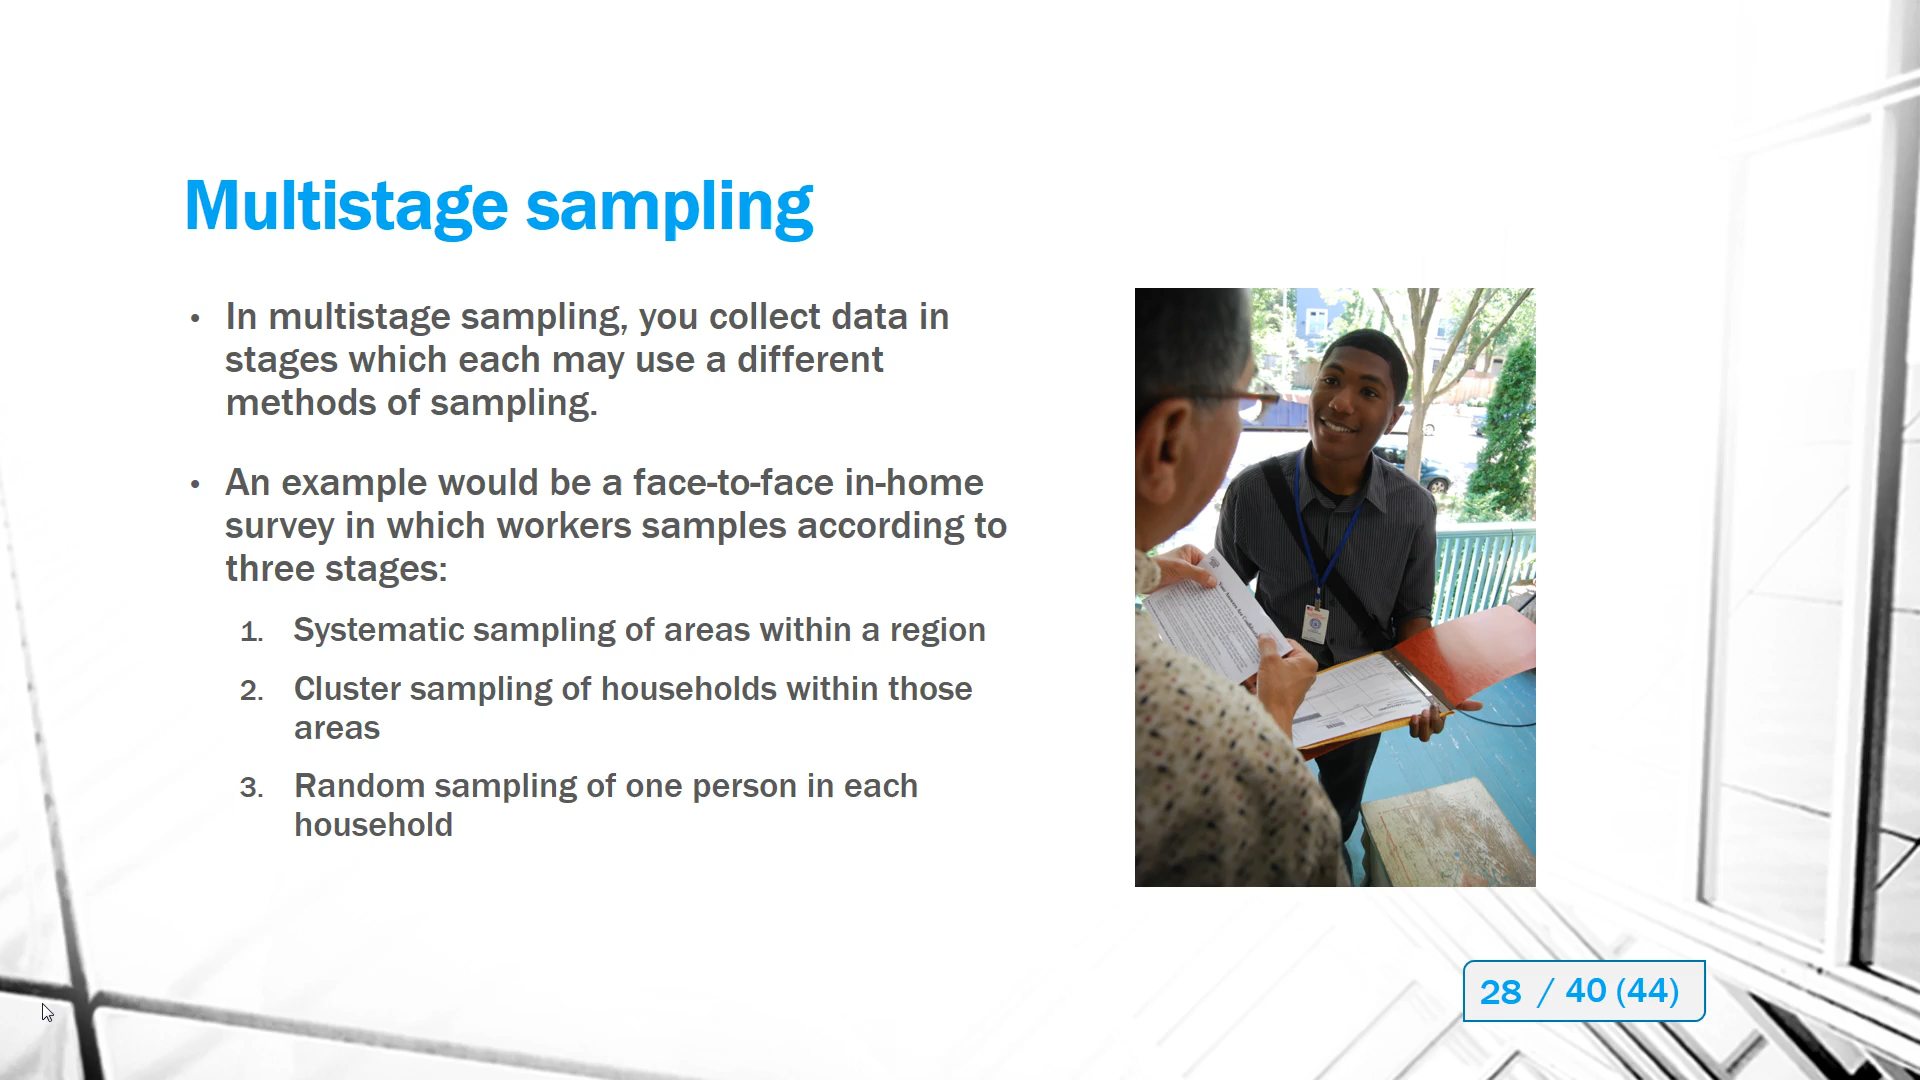 Multistage sampling
• In multistage sampling, you collect data in
stages which each may use a different
methods of sampling.
• An example would be a face-to-face in-home
survey in which workers samples according to
three stages:
1. Systematic sampling of areas within a region
2. Cluster sampling of households within those
areas
3. Random sampling of one person in each
household
28 / 40 (44)